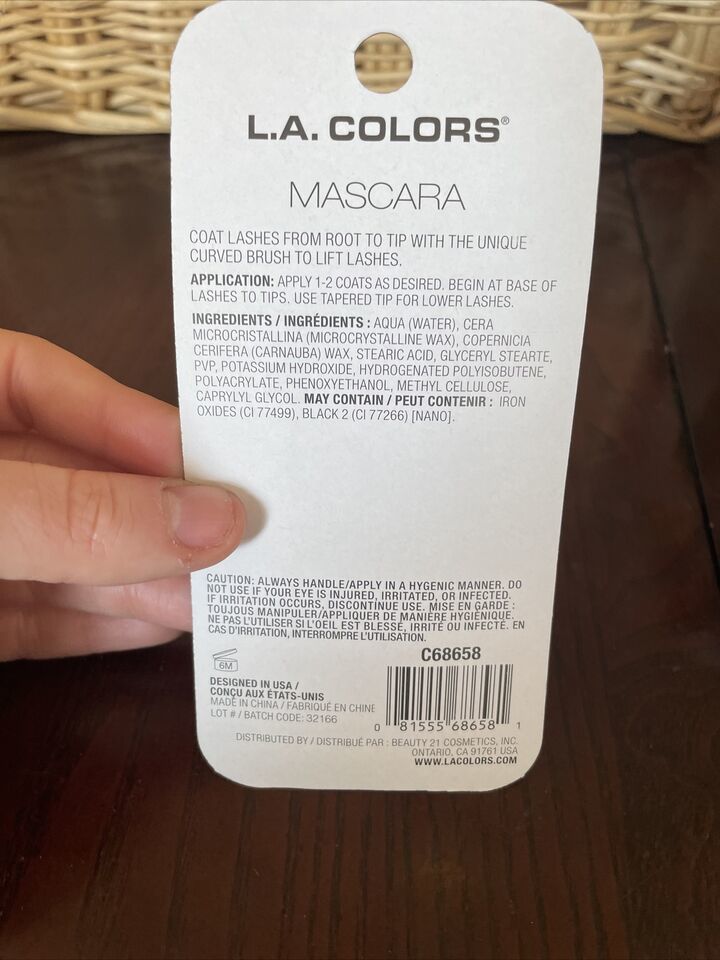 L.A. COLORS®
MASCARA
COAT LASHES FROM ROOT TO TIP WITH THE UNIQUE
CURVED BRUSH TO LIFT LASHES.
APPLICATION: APPLY 1-2 COATS AS DESIRED. BEGIN AT BASE OF
LASHES TO TIPS. USE TAPERED TIP FOR LOWER LASHES.
INGREDIENTS / INGRÉDIENTS : AQUA (WATER), CERA
MICROCRISTALLINA (MICROCRYSTALLINE WAX), COPERNICIA
CERIFERA (CARNAUBA) WAX, STEARIC ACID, GLYCERYL STEARTE,
PVP, POTASSIUM HYDROXIDE, HYDROGENATED POLYISOBUTENE,
POLYACRYLATE, PHENOXYETHANOL, METHYL CELLULOSE,
CAPRYLYL GLYCOL. MAY CONTAIN / PEUT CONTENIR : IRON
OXIDES (CI 77499), BLACK 2 (CI 77266) [NANO].
CAUTION: ALWAYS HANDLE/APPLY IN A HYGENIC MANNER. DO
NOT USE IF YOUR EYE IS INJURED, IRRITATED, OR INFECTED.
IF IRRITATION OCCURS, DISCONTINUE USE. MISE EN GARDE :
TOUJOUS MANIPULER/APPLIQUER DE MANIÈRE HYGIÉNIQUE.
NE PAS L'UTILISER SI L'OEIL EST BLESSÉ, IRRITÉ OU INFECTÉ. EN
CAS D'IRRITATION, INTERROMPRE L'UTILISATION.
6M
C68658
DESIGNED IN USA /
CONÇU AUX ÉTATS-UNIS
MADE IN CHINA / FABRIQUÉ EN CHINE
LOT # / BATCH CODE: 32166
0 81555 68658 1
DISTRIBUTED BY / DISTRIBUÉ PAR : BEAUTY 21 COSMETICS, INC.
ONTARIO, CA 91761 USA
WWW.LACOLORS.COM